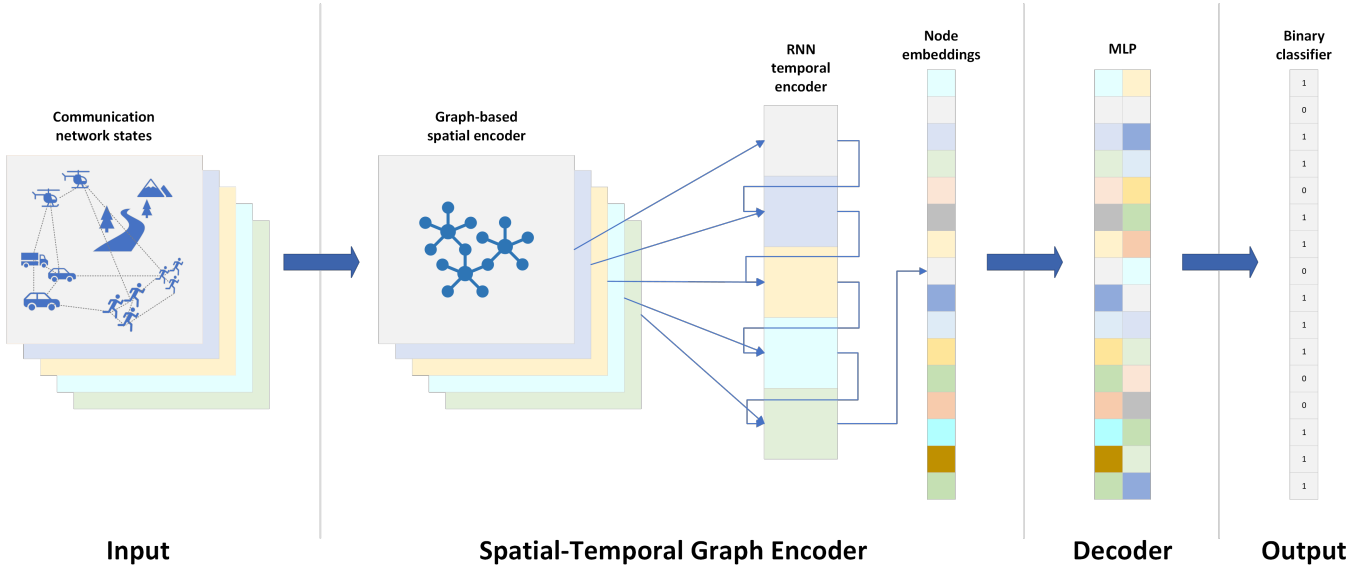 Communication
network states
Graph-based
spatial encoder
RNN
temporal
encoder
Node
embeddings
MLP
Binary
classifier
1
0
1
1
0
1
1
0
1
1
1
0
0
1
1
1
Input
Spatial-Temporal Graph Encoder
Decoder
Output